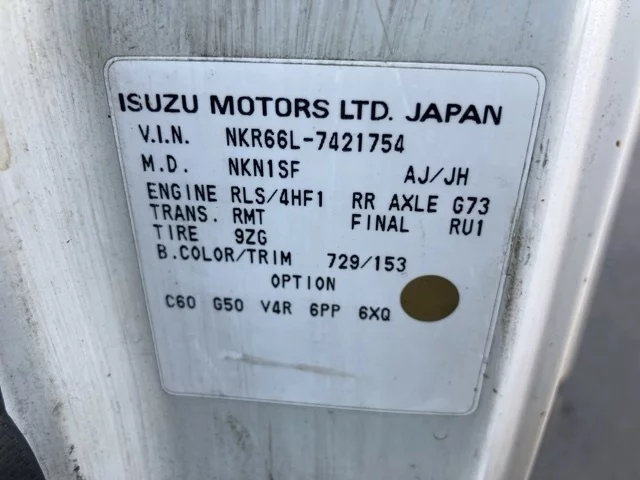 ISUZU MOTORS LTD. JAPAN
V.I.N. NKR66L-7421754
M.D. NKN1SF AJ/JH
ENGINE RLS/4HF1 RR AXLE G73
TRANS. RMT FINAL RU1
TIRE 9ZG
B.COLOR/TRIM 729/153
OPTION
C60 G50 V4R 6PP 6XQ